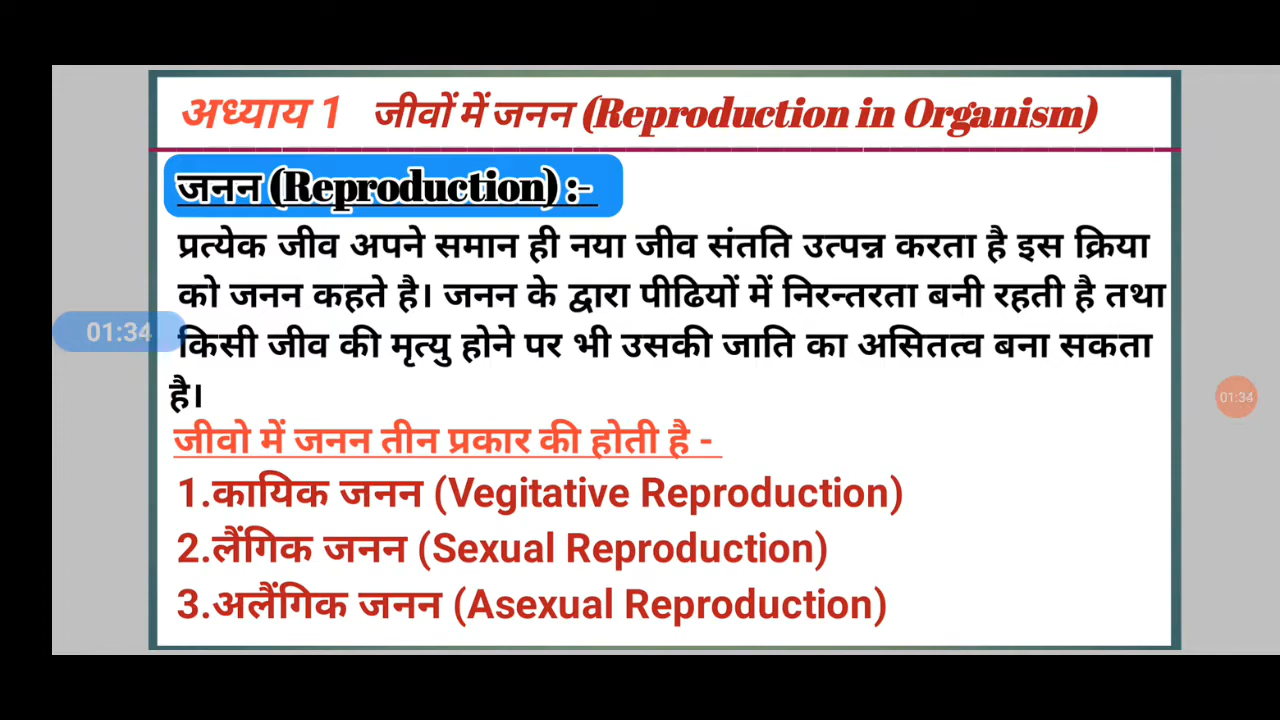 अध्याय 1 जीवों में जनन (Reproduction in Organism)
जनन (Reproduction) :-
प्रत्येक जीव अपने समान ही नया जीव संतति उत्पन्न करता है इस क्रिया
को जनन कहते है। जनन के द्वारा पीढियों में निरन्तरता बनी रहती है तथा
01:34
किसी जीव की मृत्यु होने पर भी उसकी जाति का असितत्व बना सकता
है।
01:34
जीवो में जनन तीन प्रकार की होती है -
1.कायिक जनन (Vegitative Reproduction)
2.लैंगिक जनन (Sexual Reproduction)
3.अलैंगिक जनन (Asexual Reproduction)